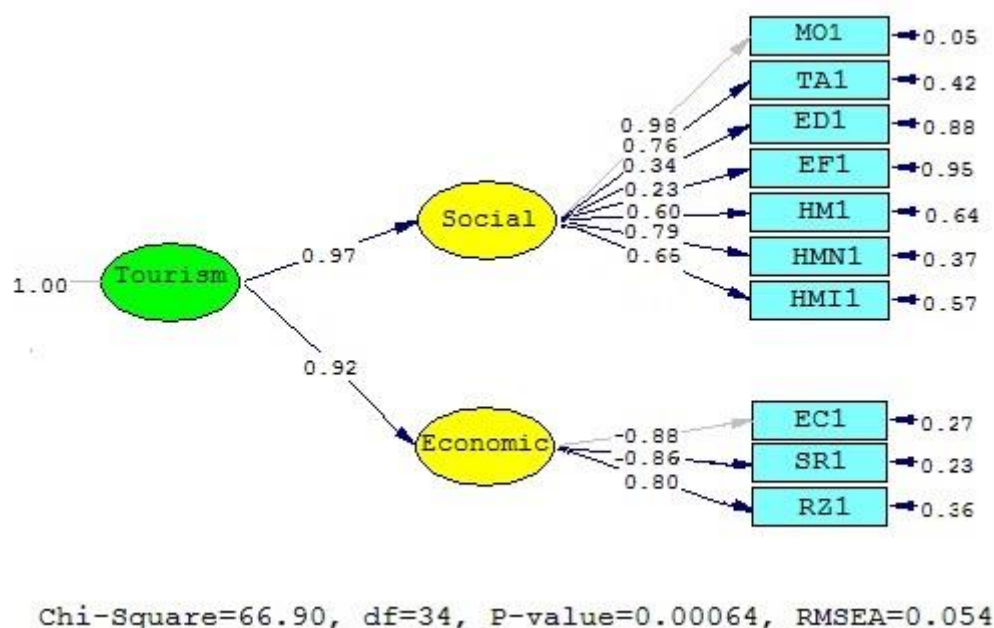 MO1 0.05
TA1 0.42
ED1 0.88
EF1 0.95
HM1 0.64
HMN1 0.37
HMI1 0.57
0.98
0.76
0.34
0.23
0.60
0.79
0.66
Social
0.97
Tourism
1.00
0.92
Economic
EC1 0.27
SR1 0.23
RZ1 0.36
-0.88
-0.86
0.80
Chi-Square=66.90, df=34, P-value=0.00064, RMSEA=0.054